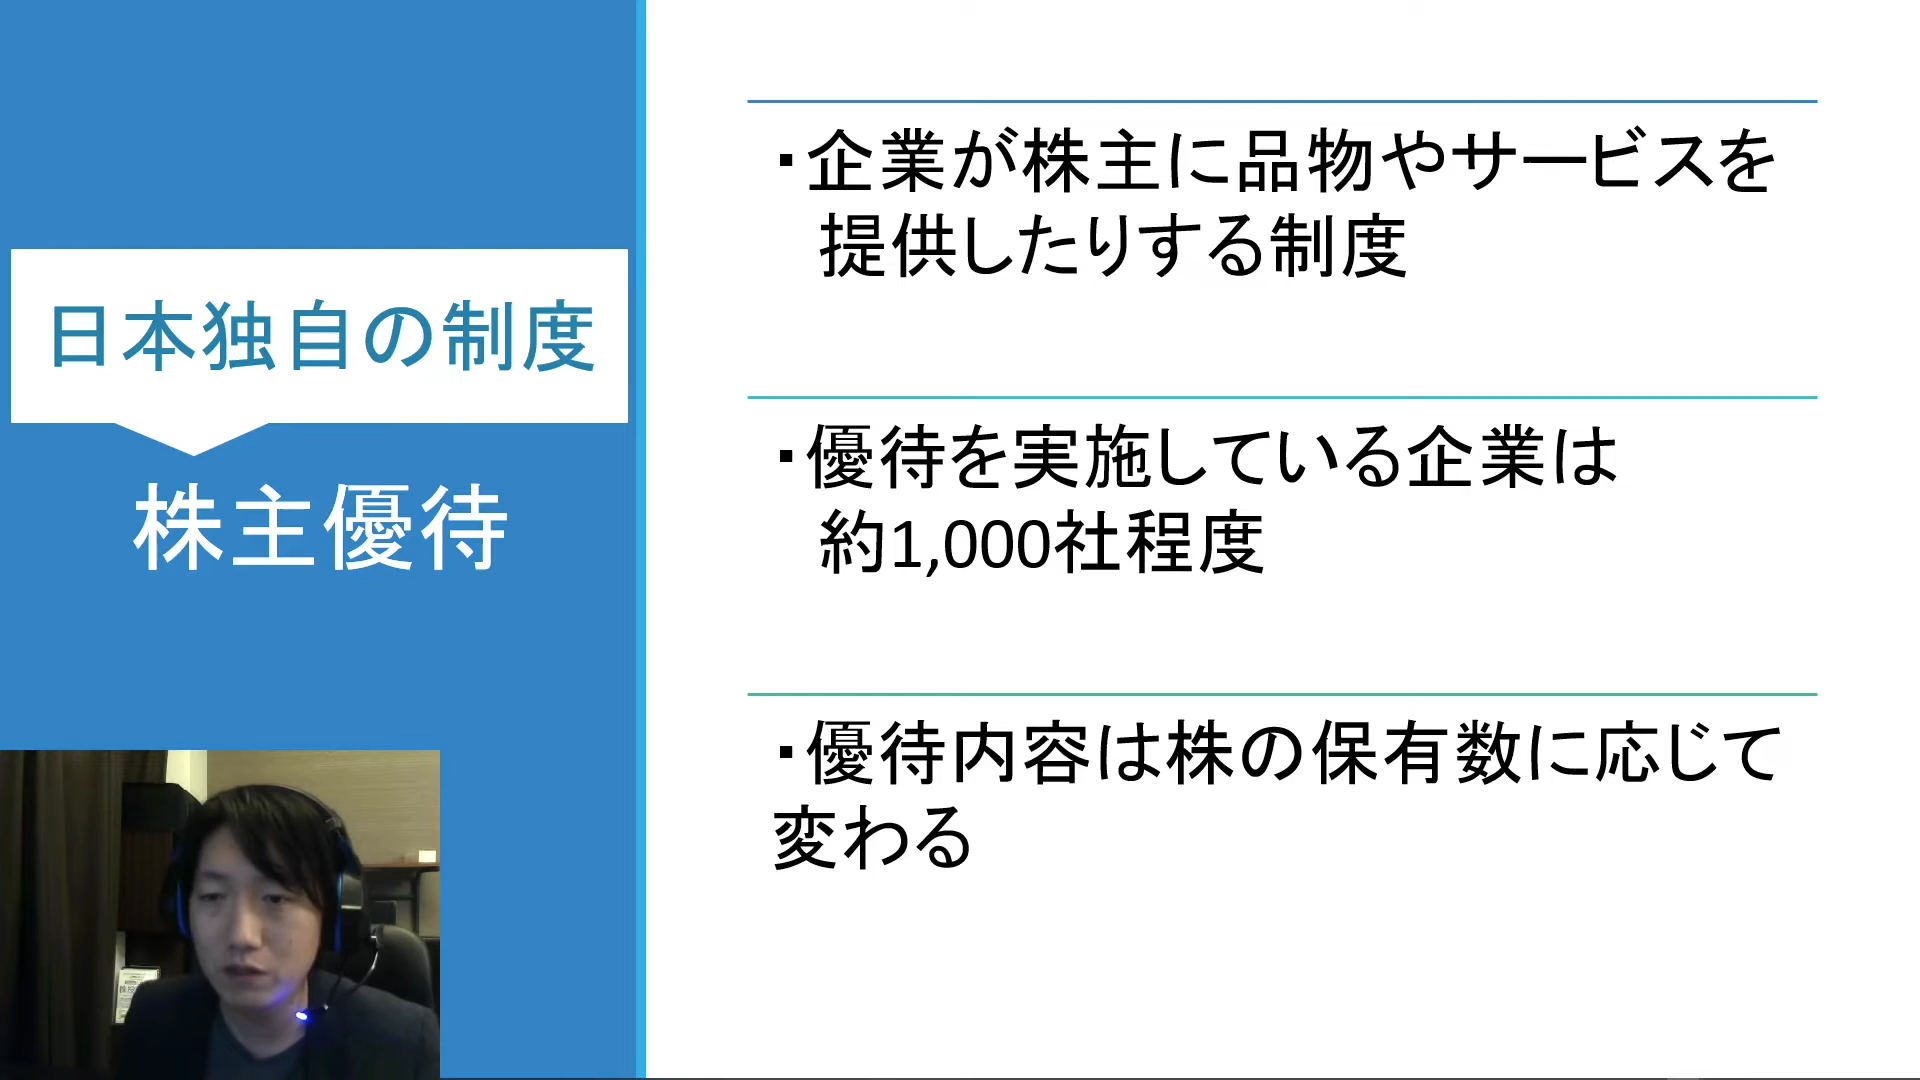 日本独自の制度
株主優待
・企業が株主に品物やサービスを
提供したりする制度
・優待を実施している企業は
約1,000社程度
・優待内容は株の保有数に応じて
変わる